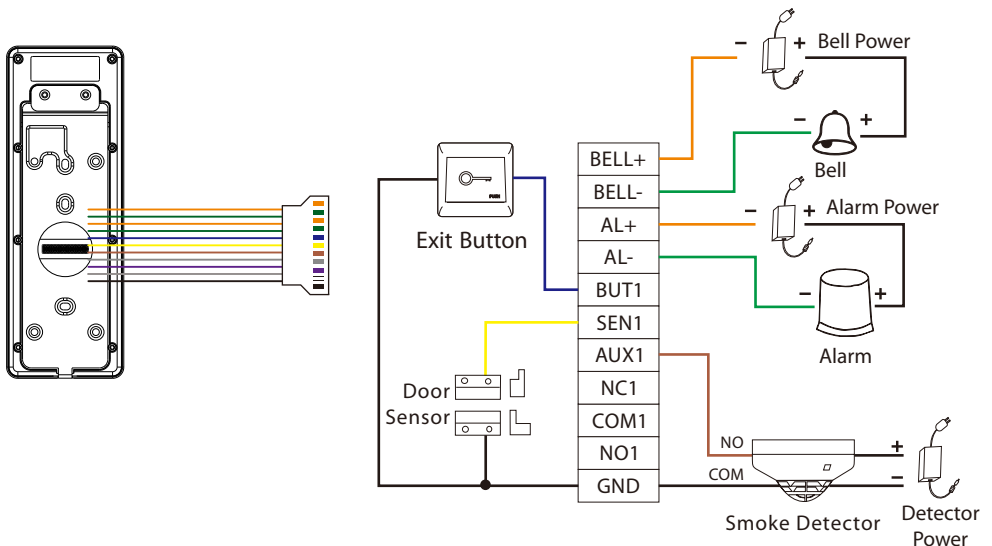 − + Bell Power
− +
Bell
BELL+
BELL-
AL+
AL-
BUT1
SEN1
AUX1
NC1
COM1
NO1
GND
PUSH
Exit Button
− + Alarm Power
− +
Alarm
Door
Sensor
NO
COM
+
−
Smoke Detector
Detector
Power